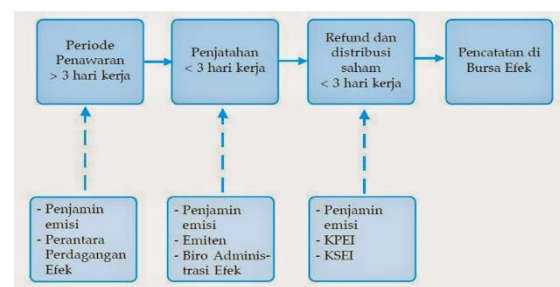 Periode
Penawaran
> 3 hari kerja
Penjatahan
< 3 hari kerja
Refund dan
distribusi
saham
< 3 hari kerja
Pencatatan di
Bursa Efek
- Penjamin
emisi
- Perantara
Perdagangan
Efek
- Penjamin
emisi
- Emiten
- Biro Adminis-
trasi Efek
- Penjamin
emisi
- KPEI
- KSEI